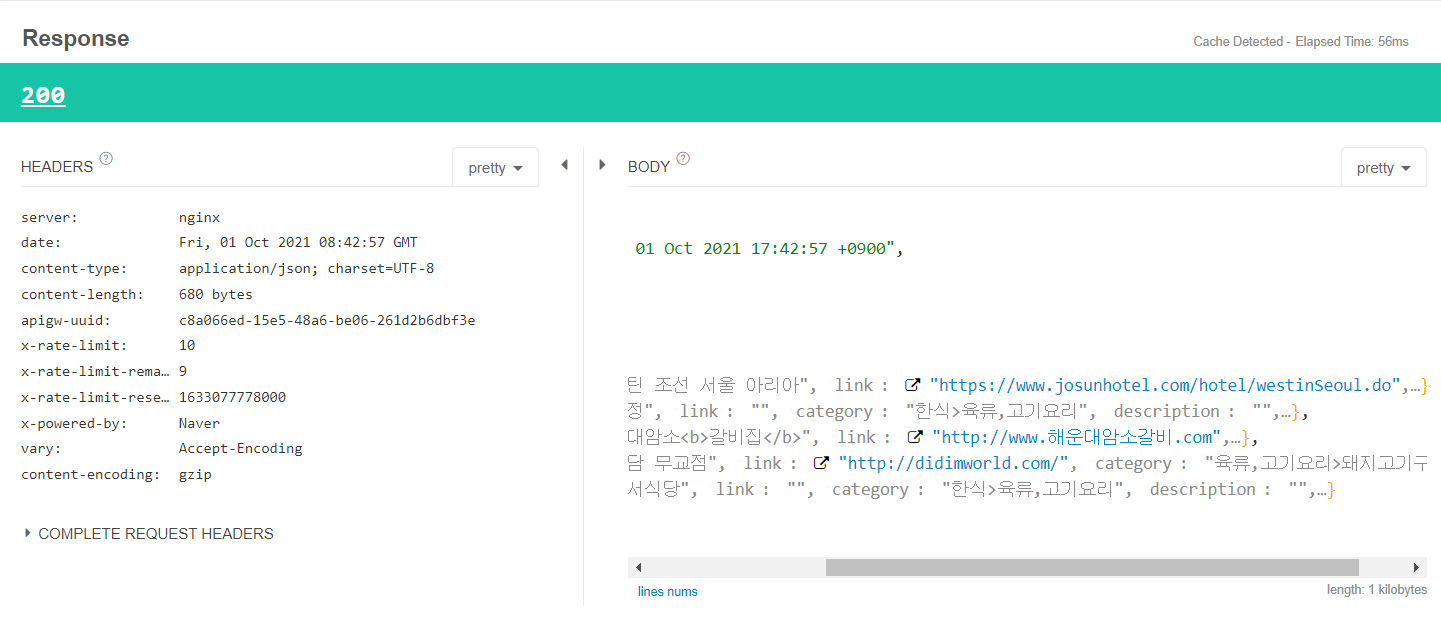 Response
Cache Detected - Elapsed Time: 56ms
200
HEADERS ?
pretty
server: nginx
date: Fri, 01 Oct 2021 08:42:57 GMT
content-type: application/json; charset=UTF-8
content-length: 680 bytes
apigw-uuid: c8a066ed-15e5-48a6-be06-261d2b6dbf3e
x-rate-limit: 10
x-rate-limit-rema… 9
x-rate-limit-rese… 1633077778000
x-powered-by: Naver
vary: Accept-Encoding
content-encoding: gzip
COMPLETE REQUEST HEADERS
BODY ?
pretty
01 Oct 2021 17:42:57 +0900",
틴 조선 서울 아리아", link : "https://www.josunhotel.com/hotel/westinSeoul.do",…}
정", link : "", category : "한식>육류,고기요리", description : "",…},
대암소<b>갈비집</b>", link : "http://www.해운대암소갈비.com",…},
담 무교점", link : "http://didimworld.com/", category : "육류,고기요리>돼지고기구
서식당", link : "", category : "한식>육류,고기요리", description : "",…}
lines nums
length: 1 kilobytes